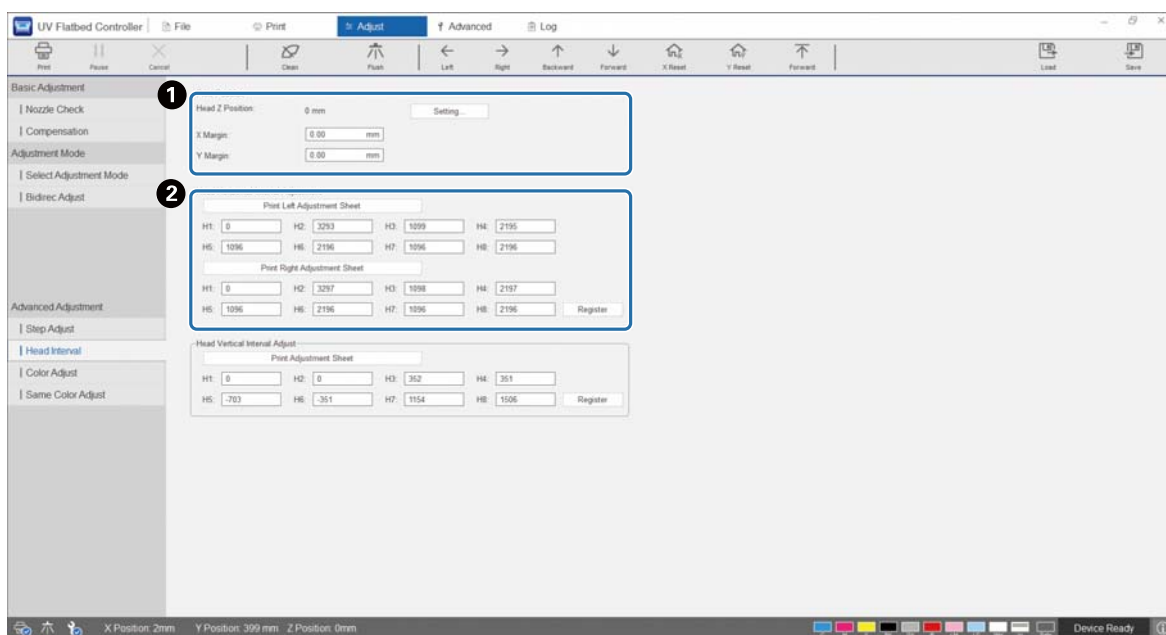 UV Flatbed Controller File Print Adjust Advanced Log
Print Pause Cancel Clean Flush Left Right Backward Forward X Reset Y Reset Forward Load Save
Basic Adjustment
Nozzle Check
Compensation
Adjustment Mode
Select Adjustment Mode
Bidirec Adjust
Advanced Adjustment
Step Adjust
Head Interval
Color Adjust
Same Color Adjust
1
Head Z Position: 0 mm Setting...
X Margin: 0.00 mm
Y Margin: 0.00 mm
2
Print Left Adjustment Sheet
H1: 0 H2: 3293 H3: 1099 H4: 2195
H5: 1096 H6: 2196 H7: 1096 H8: 2196
Print Right Adjustment Sheet
H1: 0 H2: 3297 H3: 1098 H4: 2197
H5: 1096 H6: 2196 H7: 1096 H8: 2196 Register
Head Vertical Interval Adjust
Print Adjustment Sheet
H1: 0 H2: 0 H3: 352 H4: 351
H5: -703 H6: -351 H7: 1154 H8: 1506 Register
X Position: 2mm Y Position: 399 mm Z Position: 0mm Device Ready